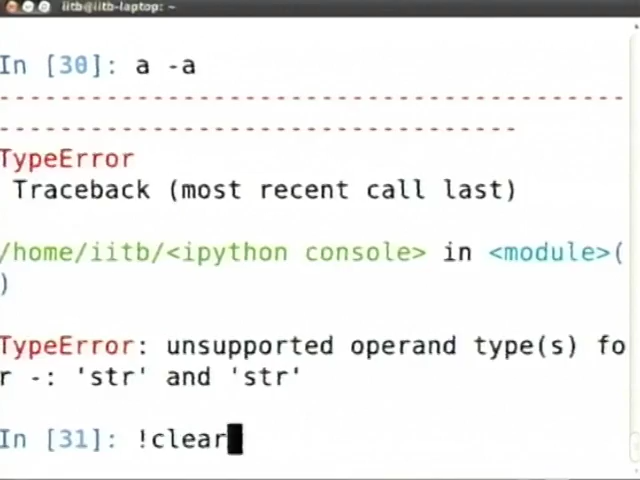 iitb@iitb-laptop: ~
In [30]: a -a
---------------------------------------------
-------------------------------------
TypeError
Traceback (most recent call last)
/home/iitb/<ipython console> in <module>(
)
TypeError: unsupported operand type(s) fo
r -: 'str' and 'str'
In [31]: !clear